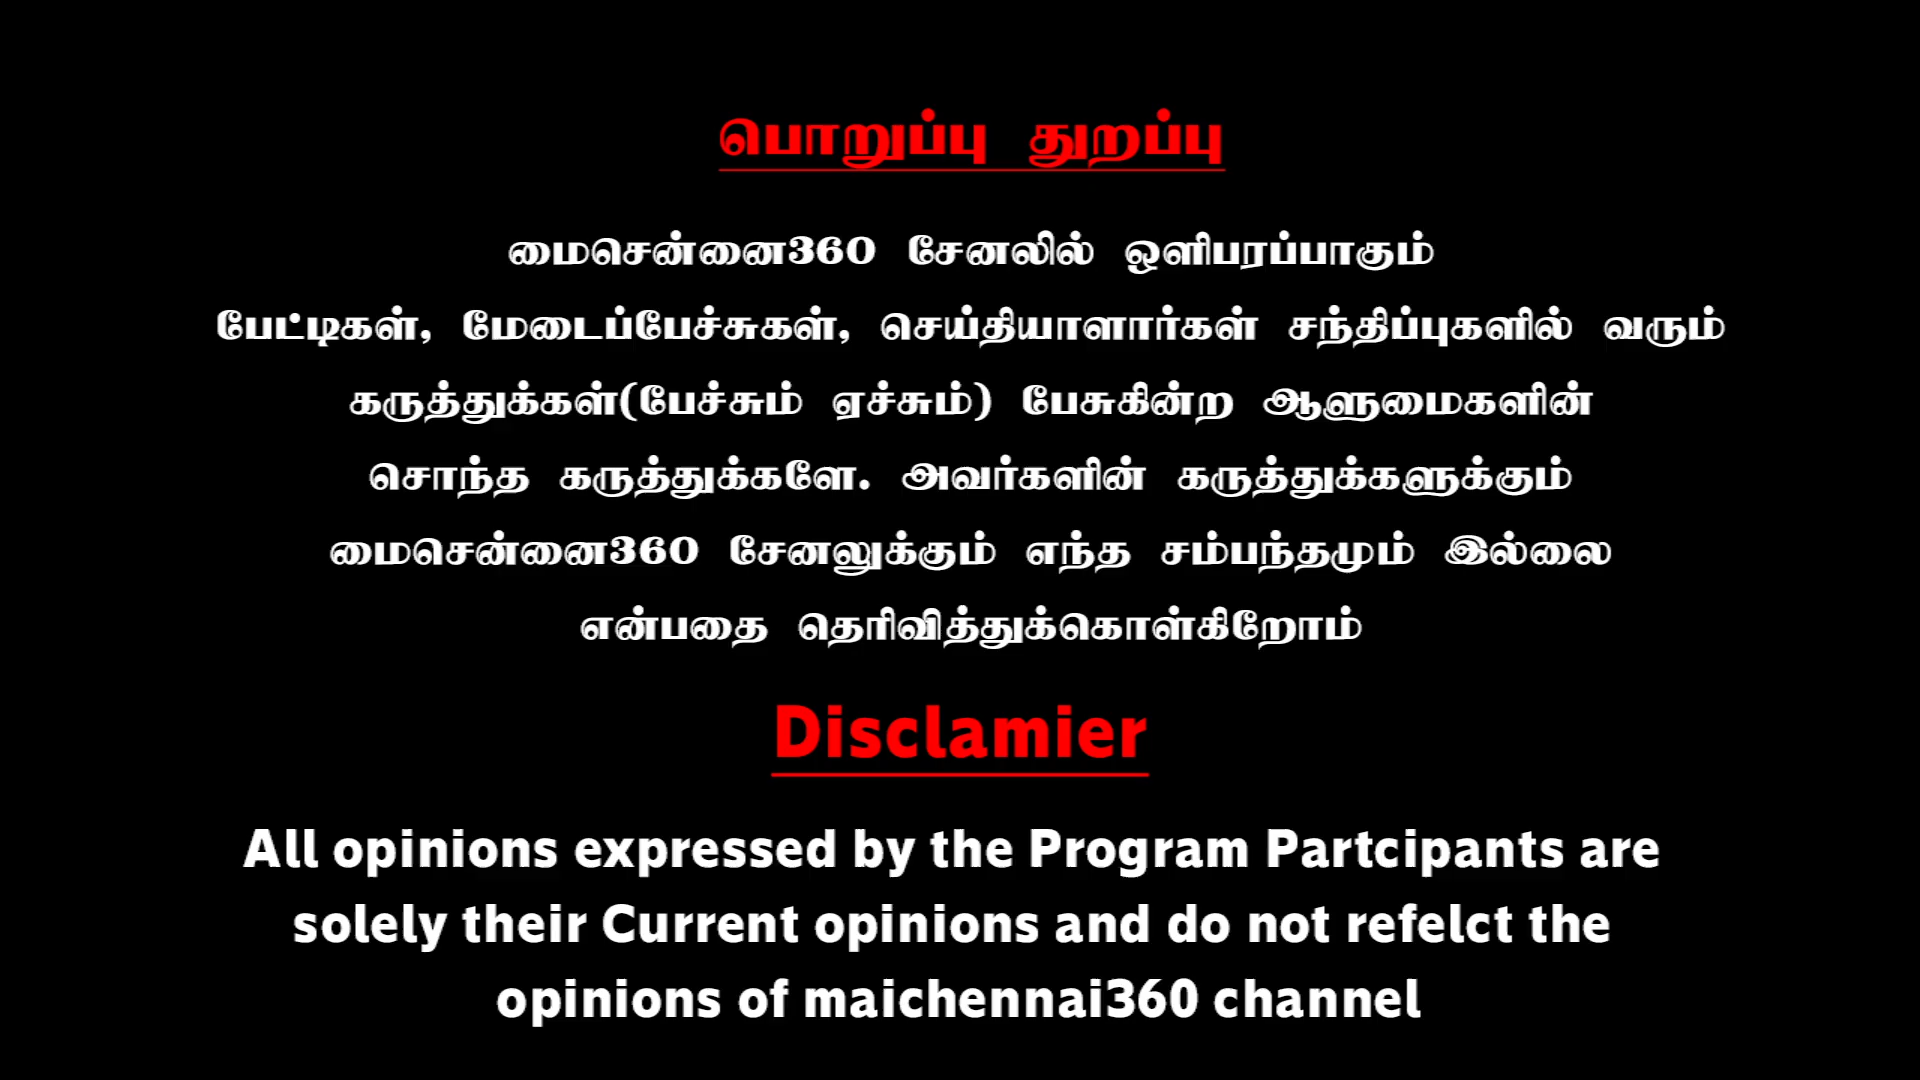 பொறுப்பு துறப்பு
மைசென்னை360 சேனலில் ஒளிபரப்பாகும்
பேட்டிகள், மேடைப்பேச்சுகள், செய்தியாளார்கள் சந்திப்புகளில் வரும்
கருத்துக்கள்(பேச்சும் ஏச்சும்) பேசுகின்ற ஆளுமைகளின்
சொந்த கருத்துக்களே. அவர்களின் கருத்துக்களுக்கும்
மைசென்னை360 சேனலுக்கும் எந்த சம்பந்தமும் இல்லை
என்பதை தெரிவித்துக்கொள்கிறோம்
Disclamier
All opinions expressed by the Program Partcipants are
solely their Current opinions and do not refelct the
opinions of maichennai360 channel